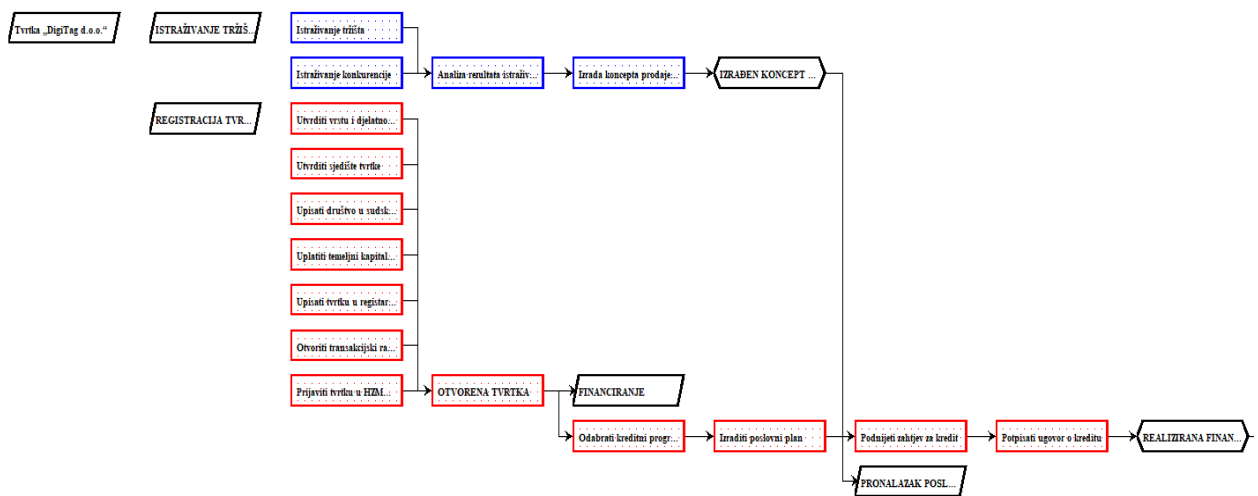 Tvrtka „DigiTag d.o.o.“
ISTRAŽIVANJE TRŽIŠ...
Istraživanje tržišta
Istraživanje konkurencije
Analiza rezultata istraživ...
Izrada koncepta prodaje...
IZRAĐEN KONCEPT ...
REGISTRACIJA TVR...
Utvrditi vrstu i djelatno...
Utvrditi sjedište tvrtke
Upisati društvo u sudsk...
Uplatiti temeljni kapital...
Upisati tvrtku u registar...
Otvoriti transakcijski ra...
Prijaviti tvrtku u HZM...
OTVORENA TVRTKA
FINANCIRANJE
Odabrati kreditni progr...
Izraditi poslovni plan
Podnijeti zahtjev za kredit
Potpisati ugovor o kreditu
REALIZIRANA FINAN...
PRONALAZAK POSL...